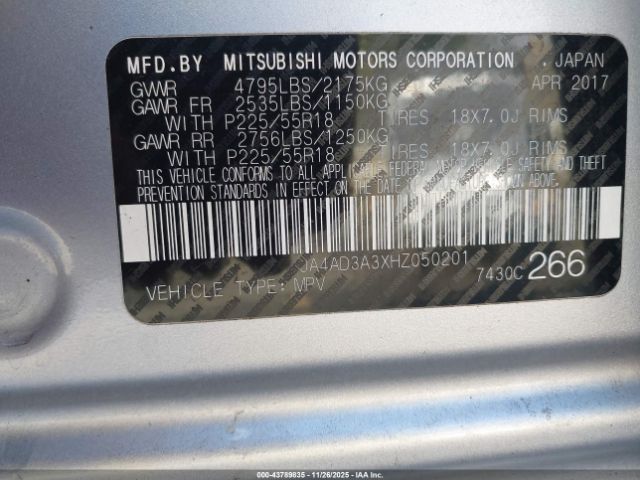 MFD.BY MITSUBISHI MOTORS CORPORATION . JAPAN
GVWR 4795LBS/2175KG APR 2017
GAWR FR 2535LBS/1150KG
WITH P225/55R18 TIRES 18X7.0J RIMS
GAWR RR 2756LBS/1250KG
WITH P225/55R18 TIRES 18X7.0J RIMS
THIS VEHICLE CONFORMS TO ALL APPLICABLE FEDERAL MOTOR VEHICLE SAFETY AND THEFT
PREVENTION STANDARDS IN EFFECT ON THE DATE OF MANUFACTURE SHOWN ABOVE.
JA4AD3A3XHZ050201
7430C 266
VEHICLE TYPE: MPV
000-43789835 11/26/2025 IAA Inc.